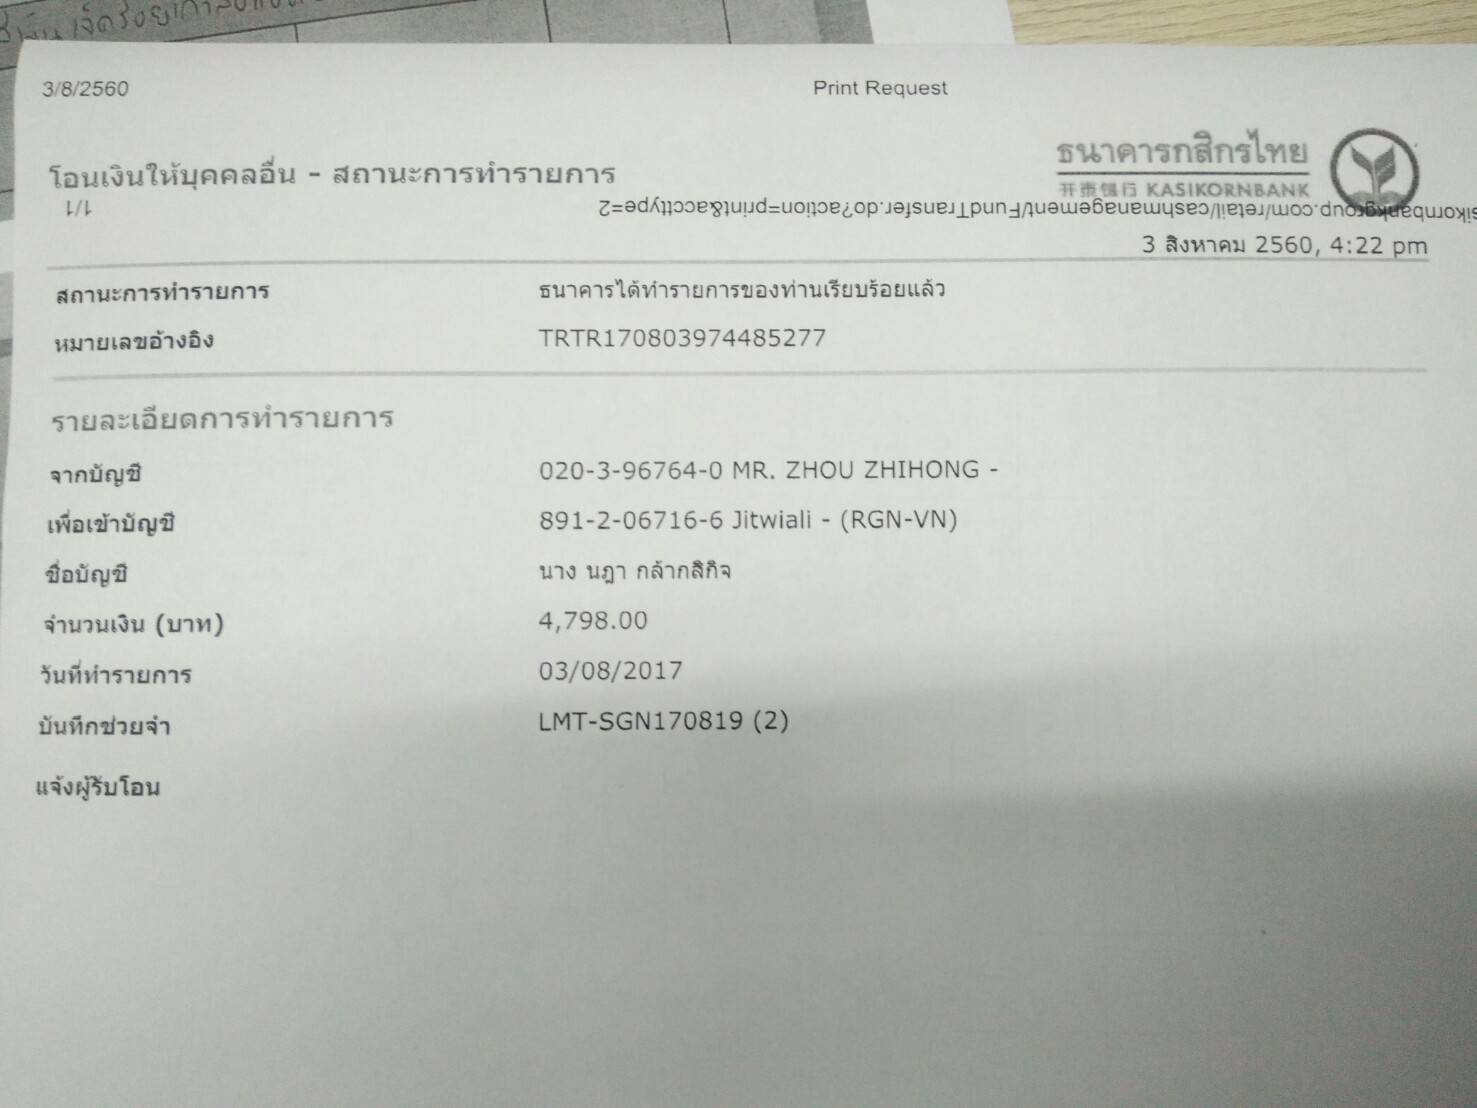 3/8/2560 Print Request
ธนาคารกสิกรไทย
开泰银行 KASIKORNBANK
โอนเงินให้บุคคลอื่น - สถานะการทำรายการ
1/1 sikornbankgroup.com/retail/cashmanagement/FundTransfer.do?action=print&accttype=2
3 สิงหาคม 2560, 4:22 pm
สถานะการทำรายการ ธนาคารได้ทำรายการของท่านเรียบร้อยแล้ว
หมายเลขอ้างอิง TRTR170803974485277
รายละเอียดการทำรายการ
จากบัญชี 020-3-96764-0 MR. ZHOU ZHIHONG -
เพื่อเข้าบัญชี 891-2-06716-6 Jitwiali - (RGN-VN)
ชื่อบัญชี นาง นฎา กล้ากสิกิจ
จำนวนเงิน (บาท) 4,798.00
วันที่ทำรายการ 03/08/2017
บันทึกช่วยจำ LMT-SGN170819 (2)
แจ้งผู้รับโอน